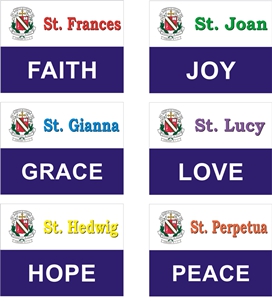 St. Frances
FAITH
St. Joan
JOY
St. Gianna
GRACE
St. Lucy
LOVE
St. Hedwig
HOPE
St. Perpetua
PEACE